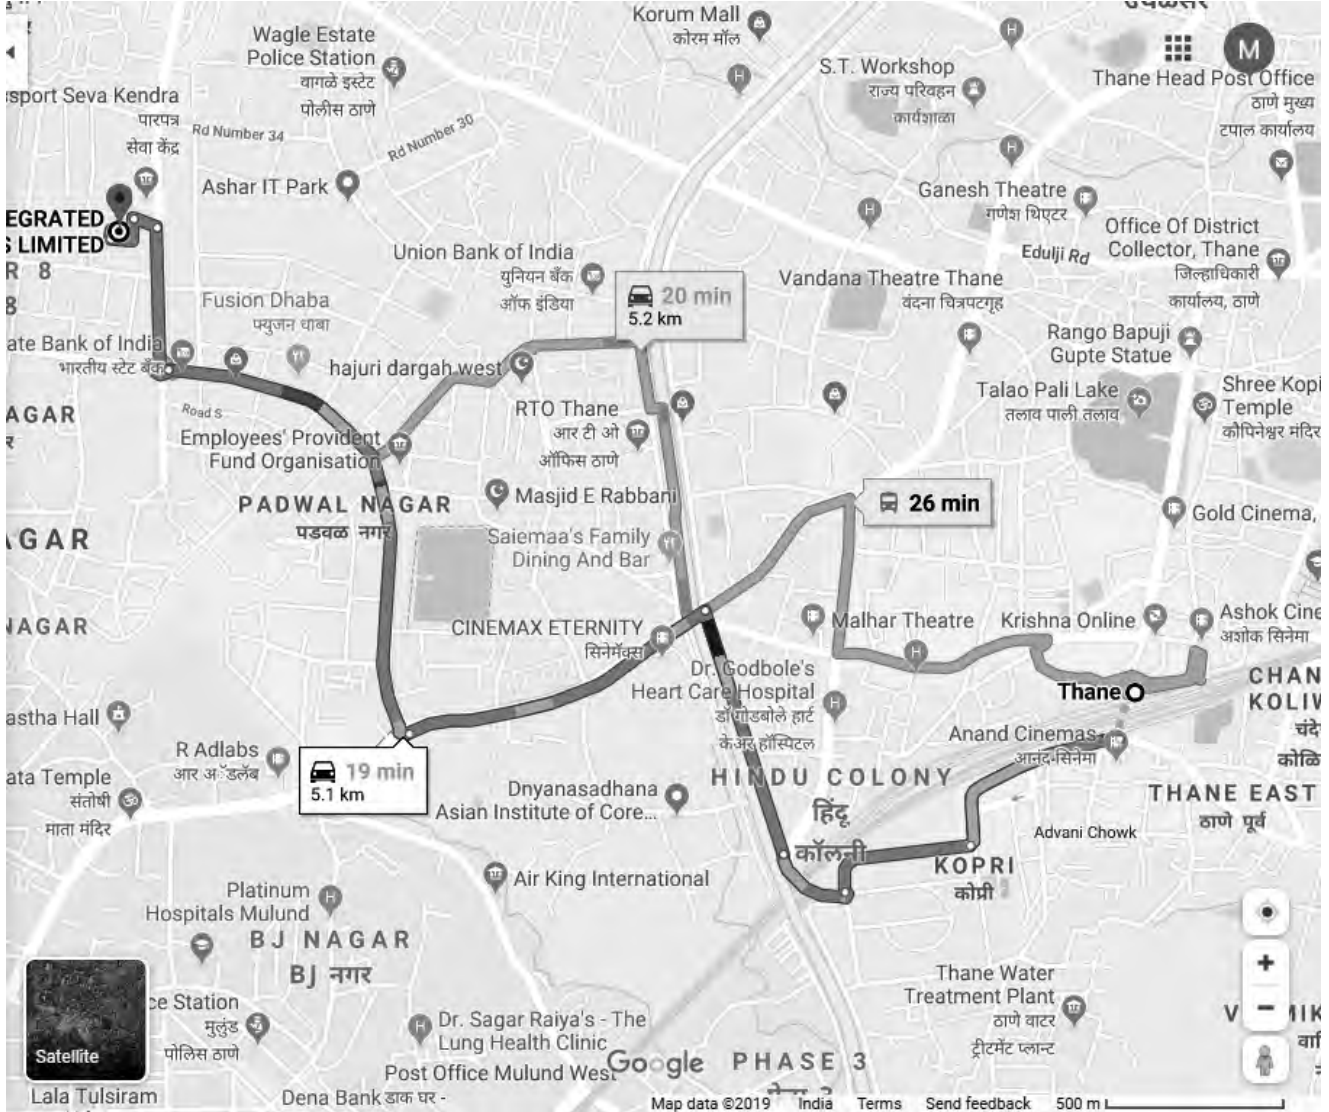 Korum Mall
कोरम मॉल
Wagle Estate
Police Station
वागळे इस्टेट
पोलीस ठाणे
S.T. Workshop
राज्य परिवहन
कार्यशाळा
M
Thane Head Post Office
ठाणे मुख्य
टपाल कार्यालय
sport Seva Kendra
पारपत्र
सेवा केंद्र
Rd Number 34
Rd Number 30
Ashar IT Park
Ganesh Theatre
गणेश थिएटर
EGRATED
S LIMITED
R 8
8
Office Of District
Collector, Thane
जिल्हाधिकारी
कार्यालय, ठाणे
Edulji Rd
Union Bank of India
युनियन बँक
ऑफ इंडिया
Vandana Theatre Thane
वंदना चित्रपटगृह
20 min
5.2 km
Fusion Dhaba
फ्युजन धाबा
Rango Bapuji
Gupte Statue
ate Bank of India
भारतीय स्टेट बँक
hajuri dargah west
Talao Pali Lake
तलाव पाली तलाव
Shree Kopi
Temple
कौपिनेश्वर मंदिर
AGAR
Road S
RTO Thane
आर टी ओ
ऑफिस ठाणे
Employees' Provident
Fund Organisation
PADWAL NAGAR
पडवळ नगर
Masjid E Rabbani
26 min
Gold Cinema,
AGAR
Saiemaa's Family
Dining And Bar
NAGAR
CINEMAX ETERNITY
सिनेमॅक्स
Malhar Theatre
Krishna Online
Ashok Cine
अशोक सिनेमा
Dr. Godbole's
Heart Care Hospital
डॉ गोडबोले हार्ट
केअर हॉस्पिटल
Thane
CHAN
KOLIW
चंदे
कोळि
astha Hall
R Adlabs
आर अॅडलॅब
Anand Cinemas
आनंद सिनेमा
19 min
5.1 km
ata Temple
संतोषी
माता मंदिर
Dnyanasadhana
Asian Institute of Core...
HINDU COLONY
हिंदू
कॉलनी
THANE EAST
ठाणे पूर्व
Advani Chowk
KOPRI
कोप्री
Air King International
Platinum
Hospitals Mulund
BJ NAGAR
BJ नगर
Thane Water
Treatment Plant
ठाणे वाटर
ट्रीटमेंट प्लान्ट
ce Station
मुलुंड
पोलिस ठाणे
Satellite
Dr. Sagar Raiya's - The
Lung Health Clinic
Post Office Mulund West
Google
PHASE 3
Lala Tulsiram
Dena Bank डाक घर -
Map data ©2019 India Terms Send feedback 500 m